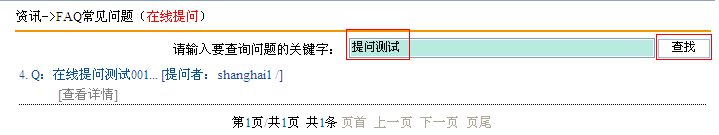 资讯-->FAQ常见问题（在线提问）
请输入要查询问题的关键字： 提问测试 查找
4. Q：在线提问测试001... [提问者：shanghai1 /]
[查看详情]
第1页/共1页 共1条 页首 上一页 下一页 页尾